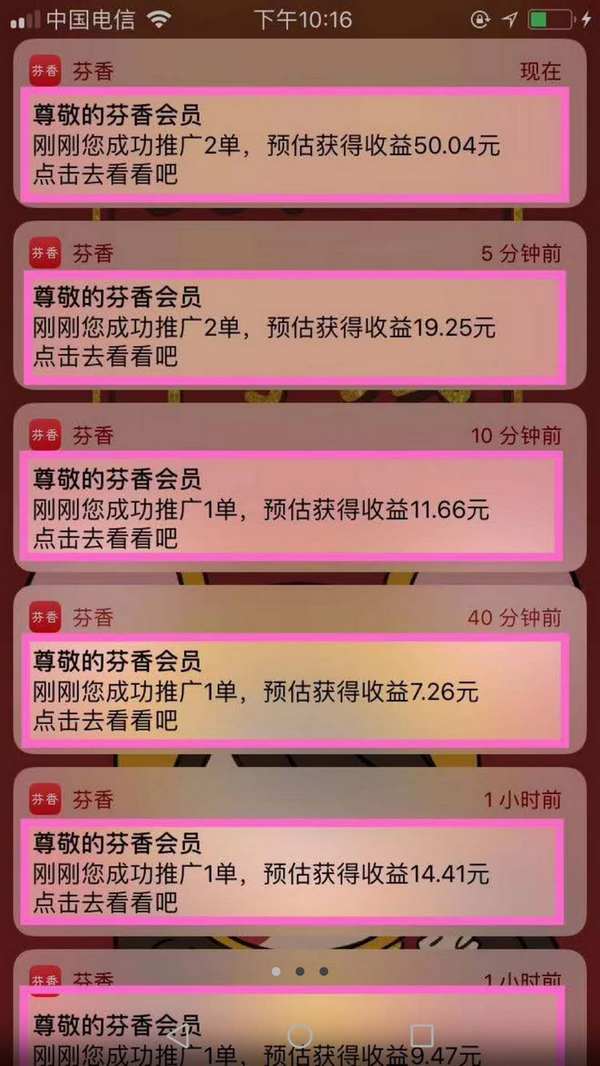 中国电信
下午10:16
芬香
芬香
现在
尊敬的芬香会员
刚刚您成功推广2单，预估获得收益50.04元
点击去看看吧
芬香
芬香
5 分钟前
尊敬的芬香会员
刚刚您成功推广2单，预估获得收益19.25元
点击去看看吧
芬香
芬香
10 分钟前
尊敬的芬香会员
刚刚您成功推广1单，预估获得收益11.66元
点击去看看吧
芬香
芬香
40 分钟前
尊敬的芬香会员
刚刚您成功推广1单，预估获得收益7.26元
点击去看看吧
芬香
芬香
1 小时前
尊敬的芬香会员
刚刚您成功推广1单，预估获得收益14.41元
点击去看看吧
芬香
芬香
1 小时前
尊敬的芬香会员
刚刚您成功推广1单，预估获得收益9.47元